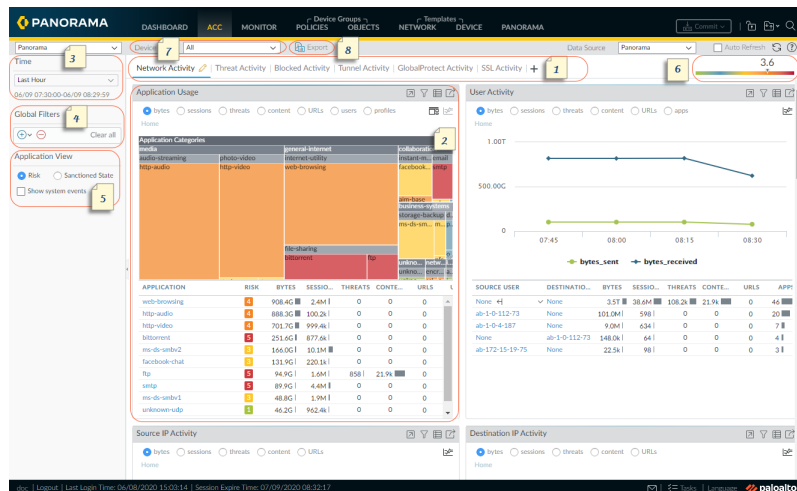 PANORAMA
DASHBOARD ACC MONITOR Device Groups POLICIES OBJECTS Templates NETWORK DEVICE PANORAMA Commit
Panorama Device All Export Data Source Panorama Auto Refresh
7 8
Time 3
Last Hour
06/09 07:30:00-06/09 08:29:59
Network Activity Threat Activity Blocked Activity Tunnel Activity GlobalProtect Activity SSL Activity + 1 6 3.6
Global Filters 4
Clear all
Application View
Risk Sanctioned State
Show system events 5
Application Usage
bytes sessions threats content URLs users profiles
Home 2
Application Categories
media general-internet collaboratio
audio-streaming photo-video internet-utility instant-m... email
http-audio http-video web-browsing facebook... smtp
aim-base
business-systems
storage-backup d..
ms-ds-sm... m... p..
file-sharing
bittorrent ftp
unkno... netw...
unkno... encr... a..
APPLICATION RISK BYTES SESSIO... THREATS CONTE... URLS U
web-browsing 4 908.4G 2.4M 0 0 0
http-audio 4 888.3G 100.2k 0 0 0
http-video 4 701.7G 999.4k 0 0 0
bittorrent 5 251.6G 877.6k 0 0 0
ms-ds-smbv2 3 166.0G 10.1M 0 0 0
facebook-chat 3 131.9G 220.1k 0 0 0
ftp 5 94.9G 1.6M 858 21.9k 0
smtp 5 89.9G 4.4M 0 0 0
ms-ds-smbv1 3 48.8G 1.9M 0 0 0
unknown-udp 1 46.2G 962.4k 0 0 0
User Activity
bytes sessions threats content URLs apps
Home
1.00T
500.00G
0
07:45 08:00 08:15 08:30
bytes_sent bytes_received
SOURCE USER DESTINATIO... BYTES SESSIO... THREATS CONTE... URLS APPS
None None 3.5T 38.6M 108.2k 21.9k 0 46
ab-1-0-112-73 None 101.0M 598 0 0 0 20
ab-1-0-4-187 None 9.0M 634 0 0 0 7
None ab-1-0-112-73 148.0k 64 0 0 0 4
ab-172-15-19-75 None 22.5k 98 0 0 0 3
Source IP Activity
bytes sessions threats content URLs
Home
Destination IP Activity
bytes sessions threats content URLs
Home
doc | Logout | Last Login Time: 06/08/2020 15:03:14 | Session Expire Time: 07/09/2020 08:32:17 Tasks | Language paloalto